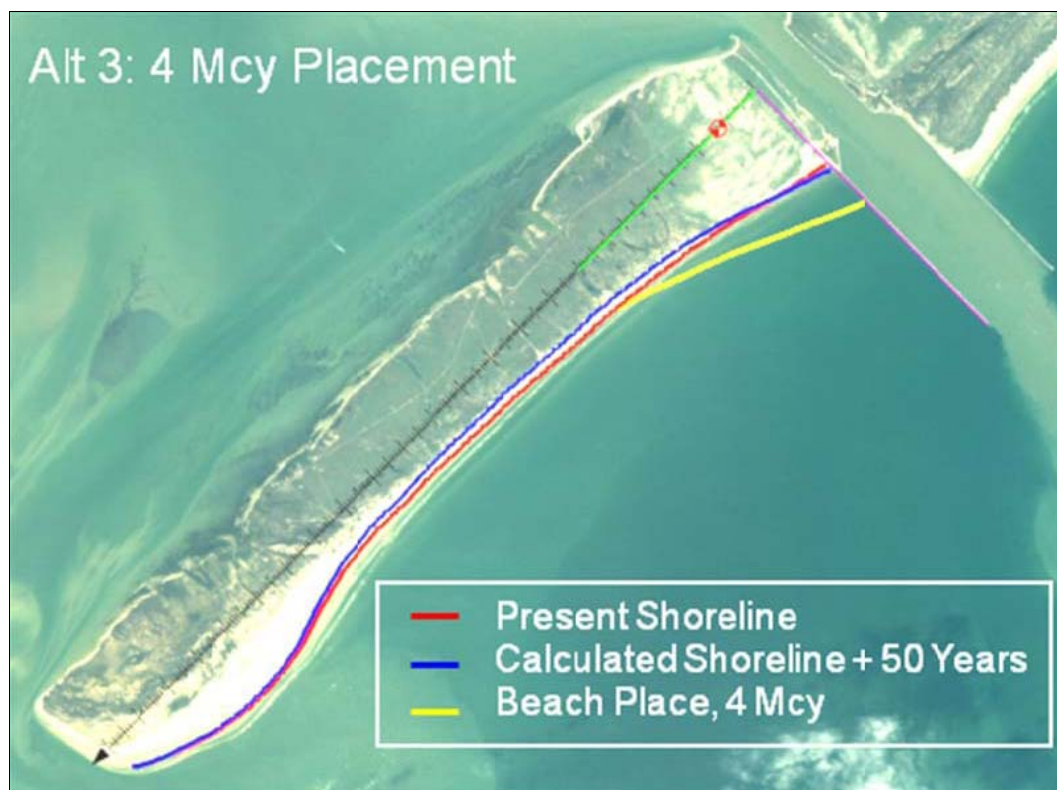 Alt 3: 4 Mcy Placement
Present Shoreline
Calculated Shoreline + 50 Years
Beach Place, 4 Mcy